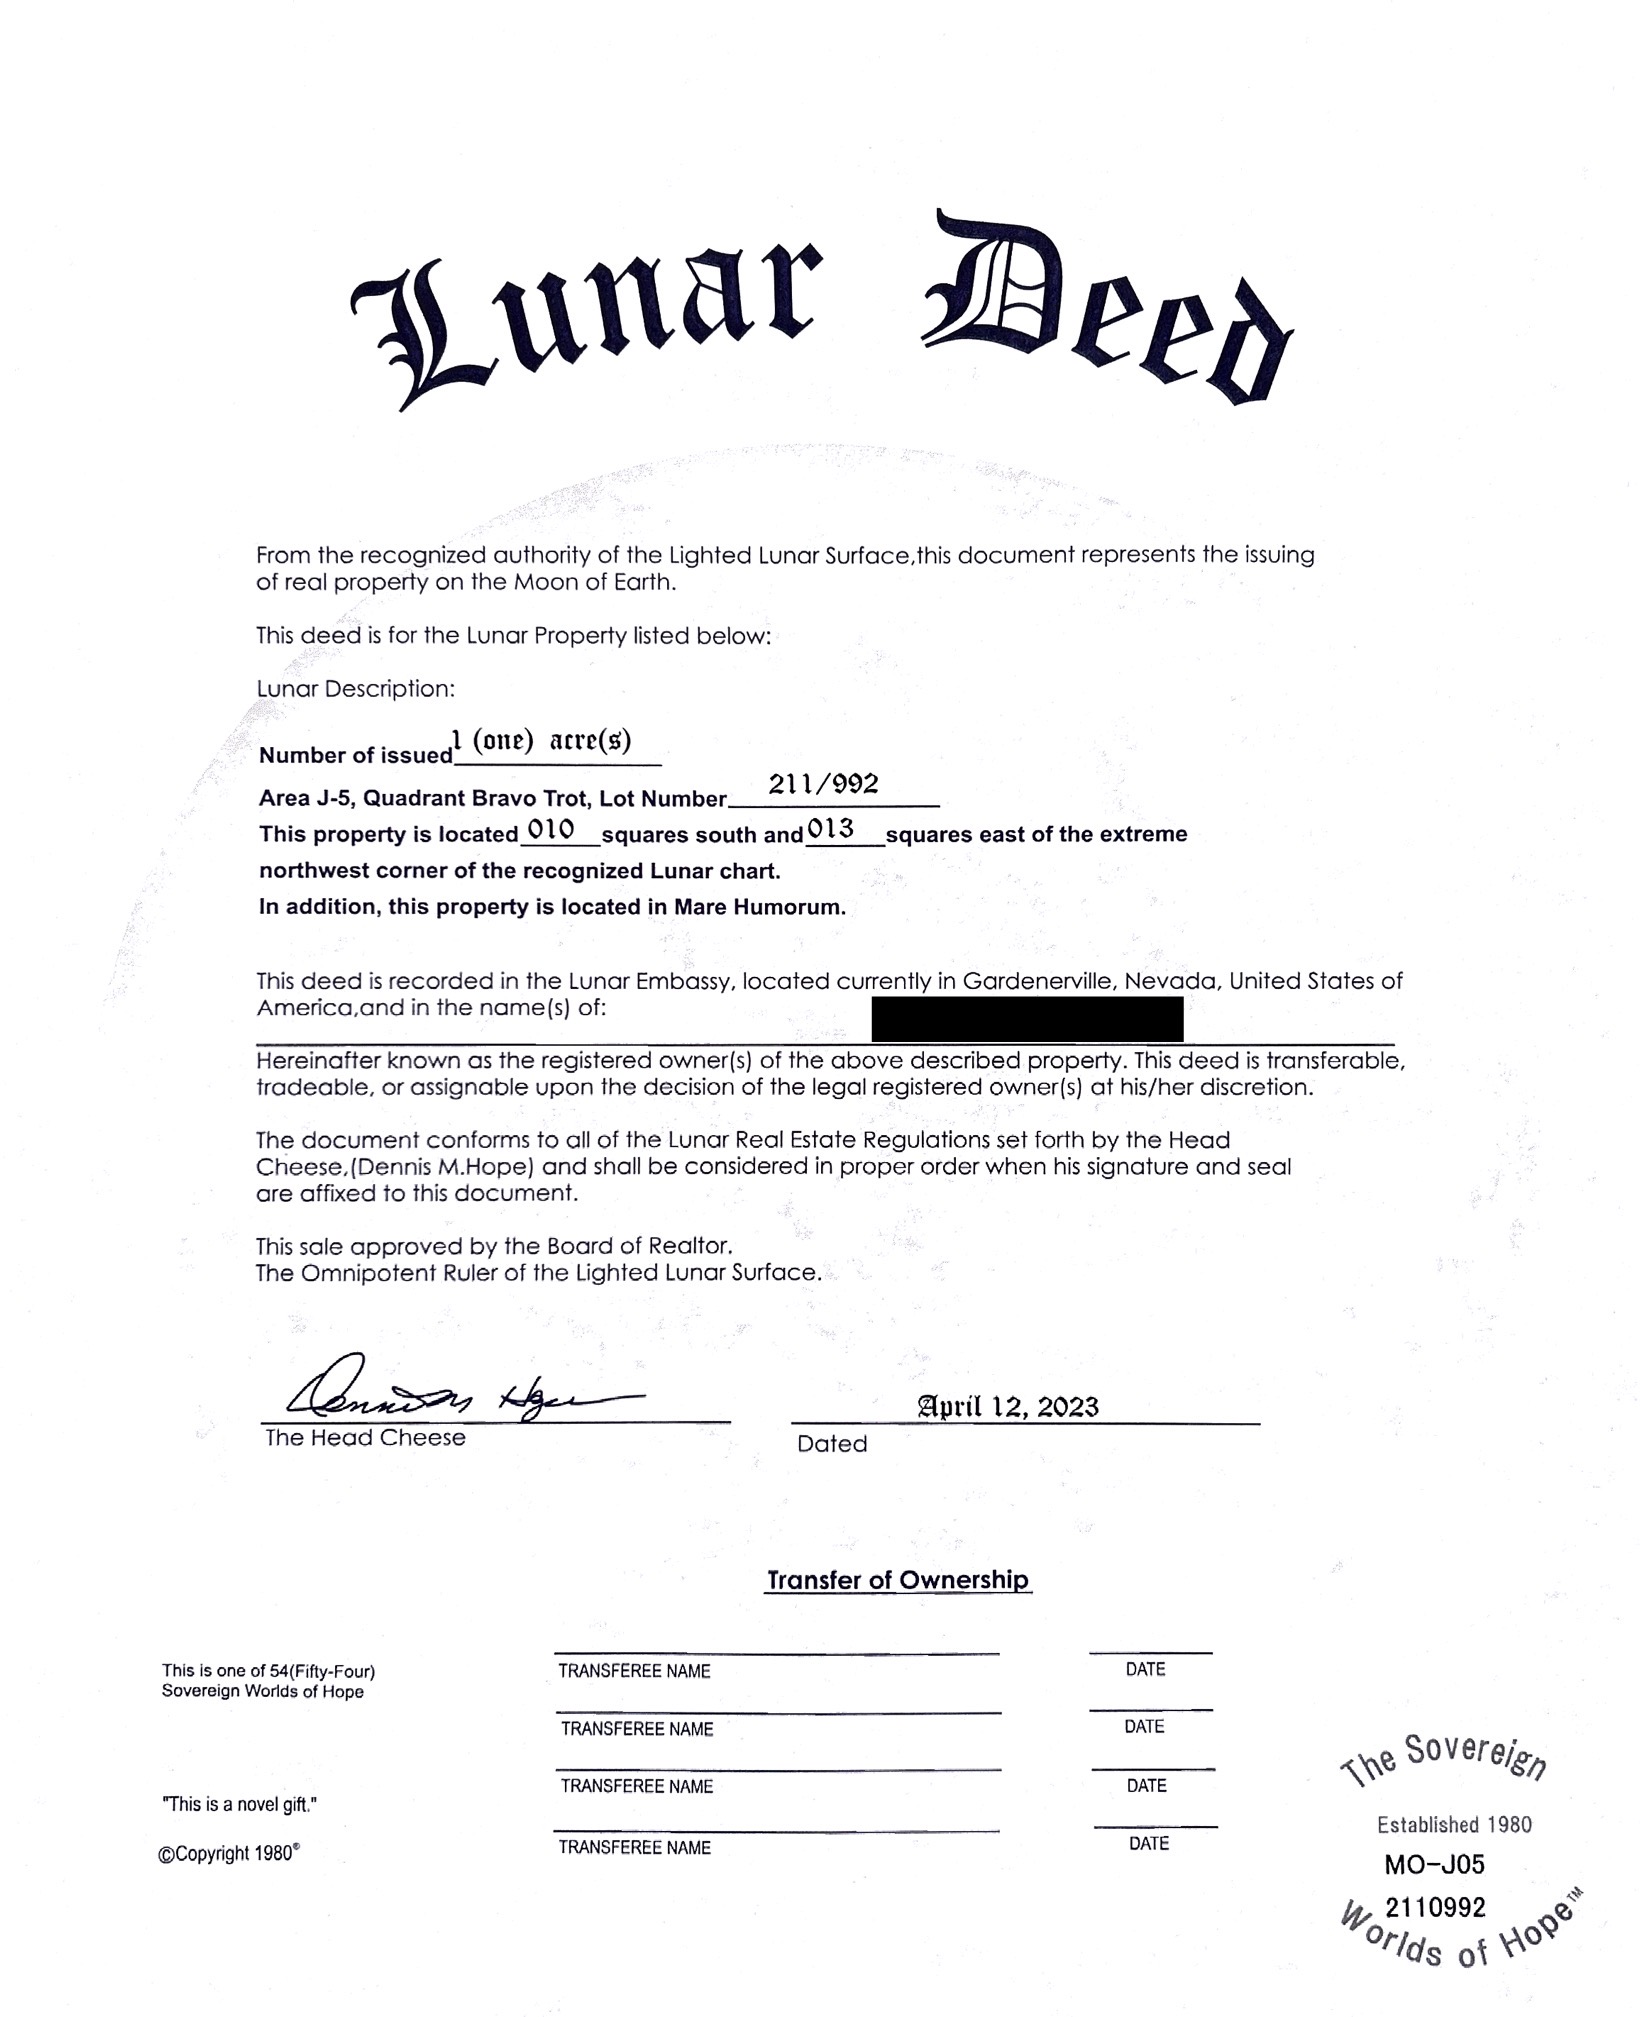 Lunar Deed
From the recognized authority of the Lighted Lunar Surface,this document represents the issuing
of real property on the Moon of Earth.
This deed is for the Lunar Property listed below:
Lunar Description:
Number of issued 1 (one) acre(s)
Area J-5, Quadrant Bravo Trot, Lot Number 211/992
This property is located 010 squares south and 013 squares east of the extreme
northwest corner of the recognized Lunar chart.
In addition, this property is located in Mare Humorum.
This deed is recorded in the Lunar Embassy, located currently in Gardenerville, Nevada, United States of
America,and in the name(s) of:
Hereinafter known as the registered owner(s) of the above described property. This deed is transferable,
tradeable, or assignable upon the decision of the legal registered owner(s) at his/her discretion.
The document conforms to all of the Lunar Real Estate Regulations set forth by the Head
Cheese,(Dennis M.Hope) and shall be considered in proper order when his signature and seal
are affixed to this document.
This sale approved by the Board of Realtor.
The Omnipotent Ruler of the Lighted Lunar Surface.
Dennis M Hope
April 12, 2023
The Head Cheese
Dated
Transfer of Ownership
This is one of 54(Fifty-Four)
Sovereign Worlds of Hope
"This is a novel gift."
©Copyright 1980®
TRANSFEREE NAME DATE
TRANSFEREE NAME DATE
TRANSFEREE NAME DATE
TRANSFEREE NAME DATE
The Sovereign
Established 1980
MO-J05
2110992
Worlds of Hope™